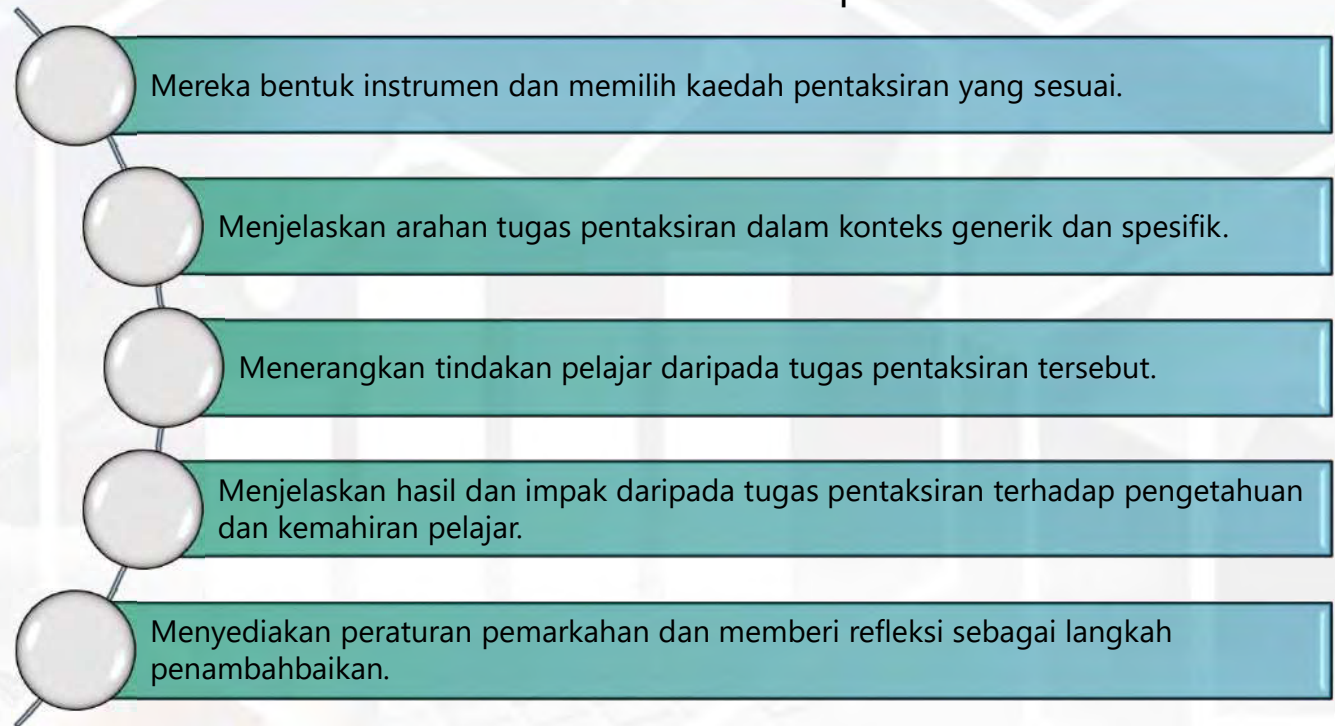 Mereka bentuk instrumen dan memilih kaedah pentaksiran yang sesuai.
Menjelaskan arahan tugas pentaksiran dalam konteks generik dan spesifik.
Menerangkan tindakan pelajar daripada tugas pentaksiran tersebut.
Menjelaskan hasil dan impak daripada tugas pentaksiran terhadap pengetahuan
dan kemahiran pelajar.
Menyediakan peraturan pemarkahan dan memberi refleksi sebagai langkah
penambahbaikan.